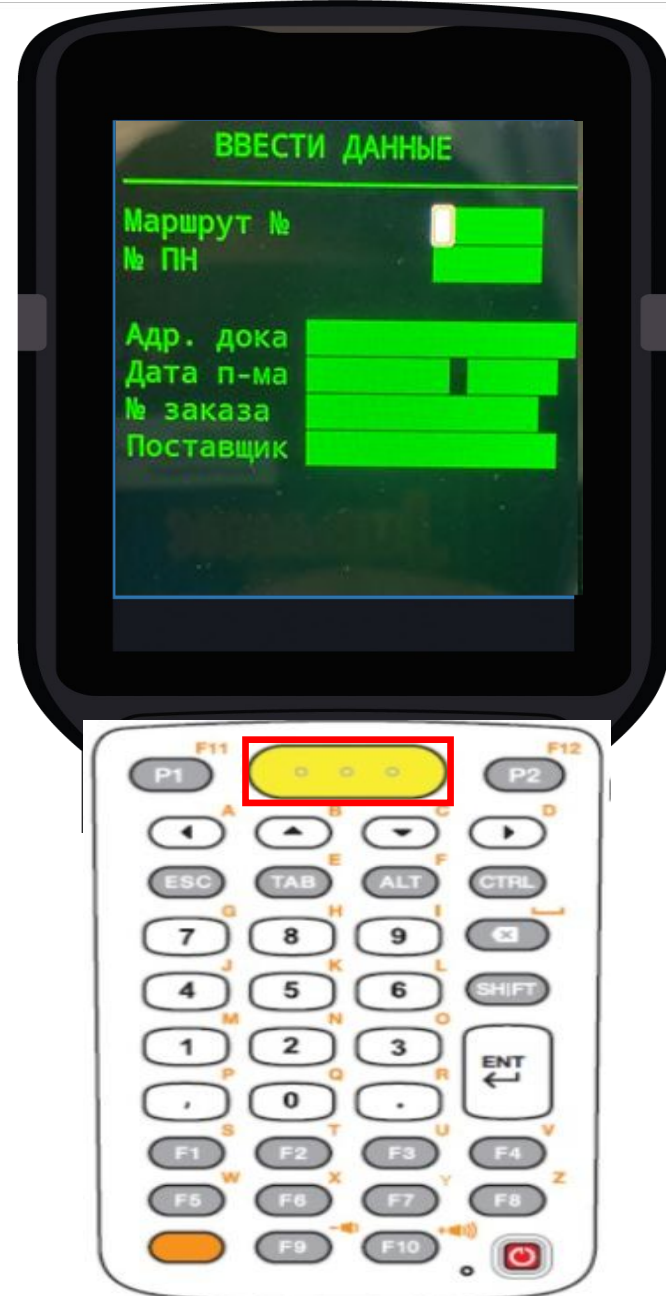 ВВЕСТИ ДАННЫЕ
Маршрут №
№ ПН
Адр. дока
Дата п-ма
№ заказа
Поставщик
F11 F12
P1 P2
A B C D
E F
ESC TAB ALT CTRL
G H I
7 8 9
J K L
4 5 6 SHIFT
M N O
1 2 3 ENT
P Q R
, 0 .
S T U V
F1 F2 F3 F4
W X Y Z
F5 F6 F7 F8
F9 F10